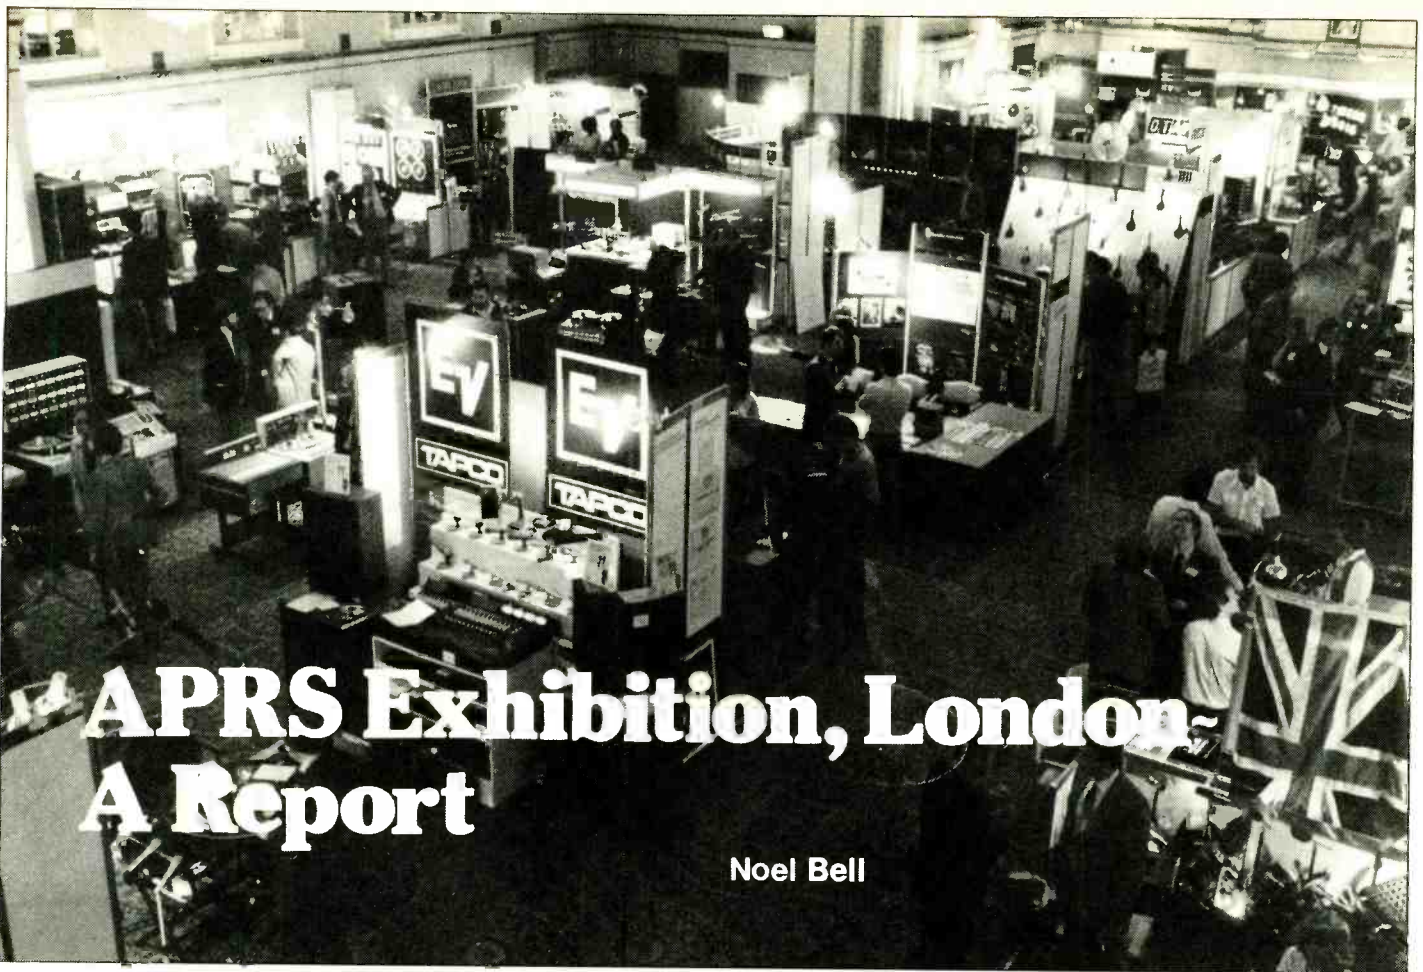 EV
EV
TAPCO
TAPCO
APRS Exhibition, London-
A Report
Noel Bell